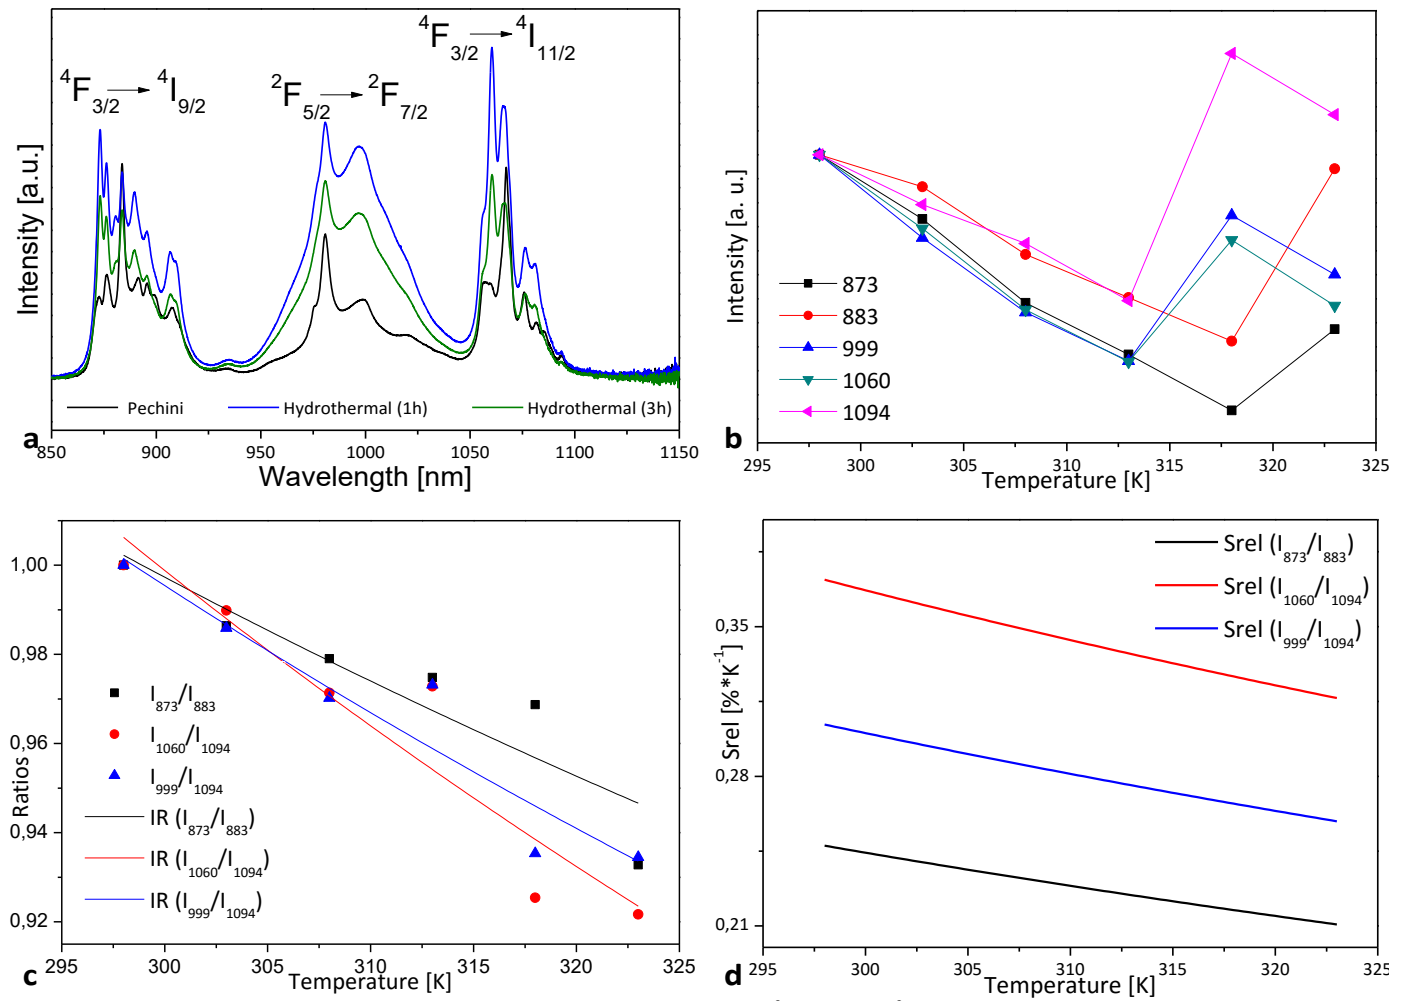 4F3/2 → 4I9/2
2F5/2 → 2F7/2
4F3/2 → 4I11/2
Intensity [a.u.]
Pechini
Hydrothermal (1h)
Hydrothermal (3h)
a
850 900 950 1000 1050 1100 1150
Wavelength [nm]
Intensity [a. u.]
873
883
999
1060
1094
b
295 300 305 310 315 320 325
Temperature [K]
1,00
0,98
0,96
0,94
0,92
Ratios
I873/I883
I1060/I1094
I999/I1094
IR (I873/I883)
IR (I1060/I1094)
IR (I999/I1094)
c
295 300 305 310 315 320 325
Temperature [K]
Srel (I873/I883)
Srel (I1060/I1094)
Srel (I999/I1094)
0,35
0,28
0,21
Srel [%*K-1]
d
295 300 305 310 315 320 325
Temperature [K]